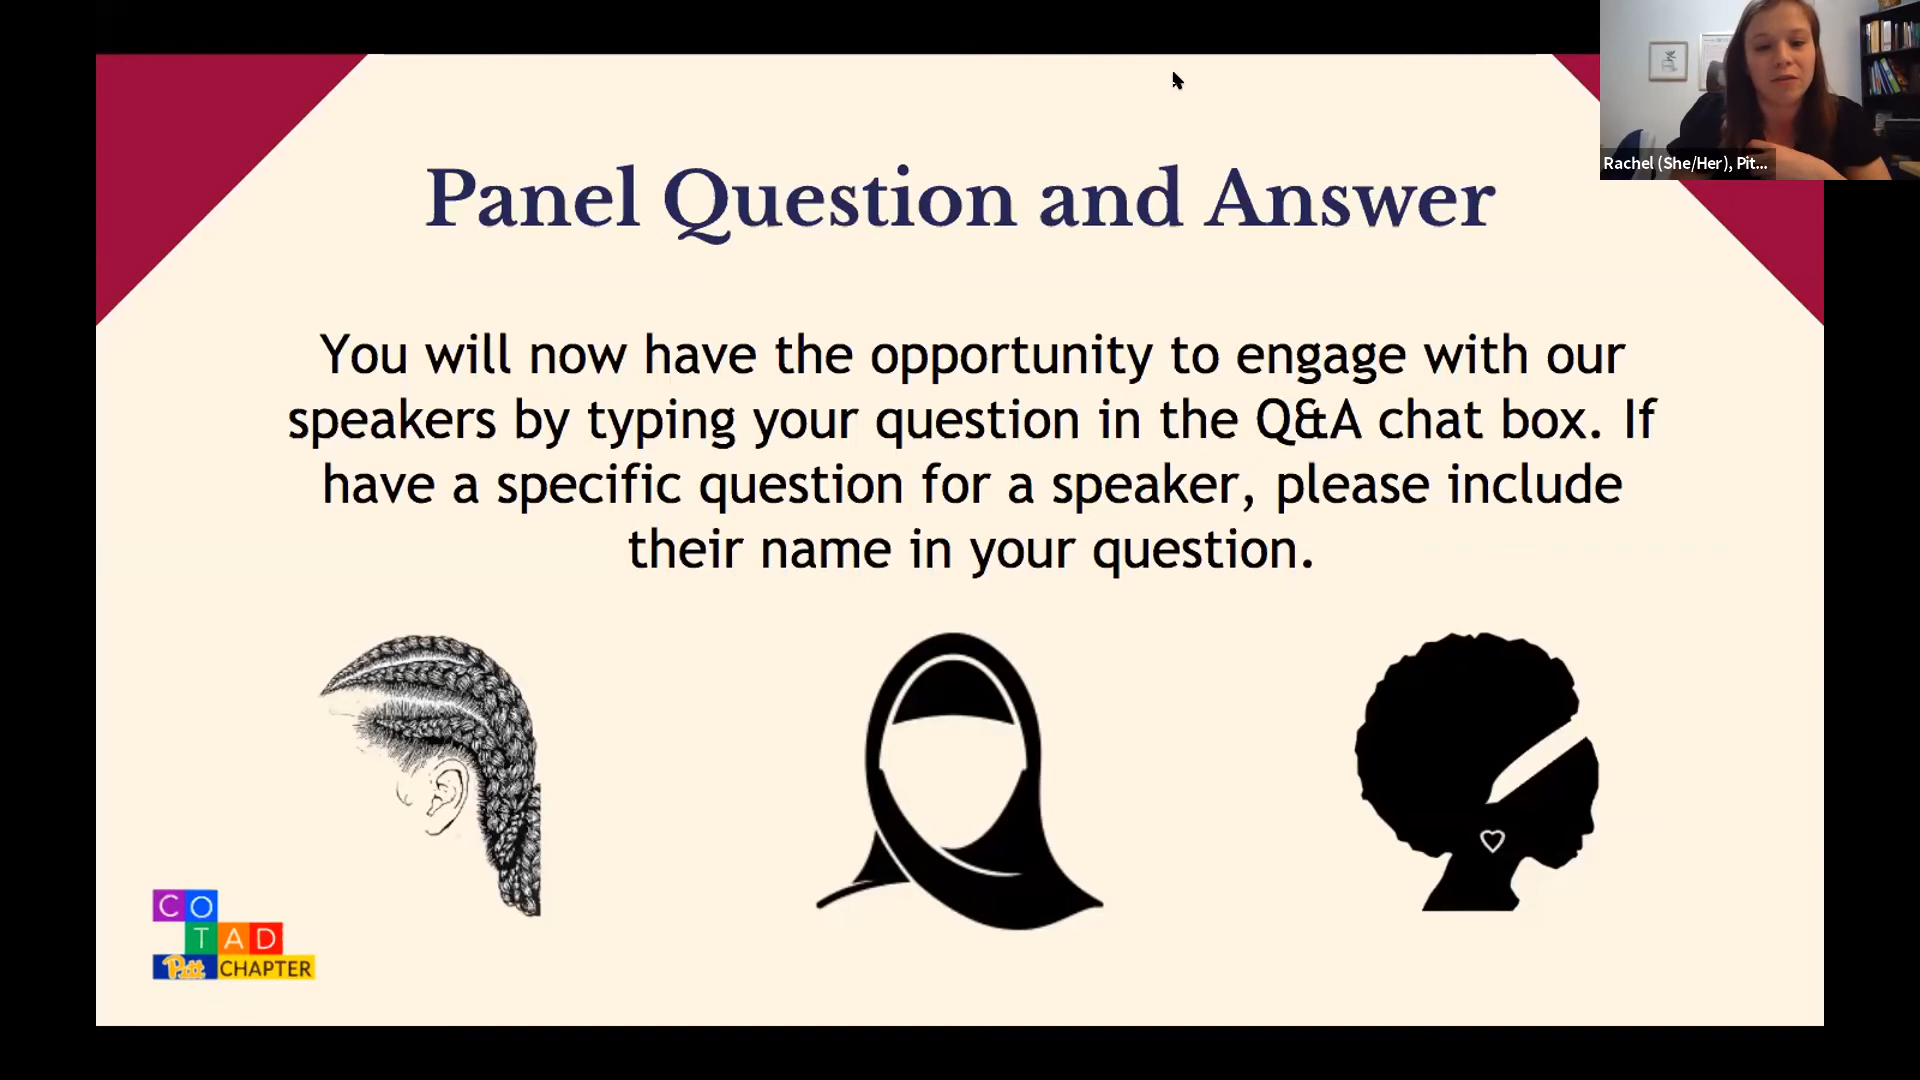 Rachel (She/Her), Pit...
Panel Question and Answer
You will now have the opportunity to engage with our
speakers by typing your question in the Q&A chat box. If
have a specific question for a speaker, please include
their name in your question.
CO
TAD
Pitt CHAPTER